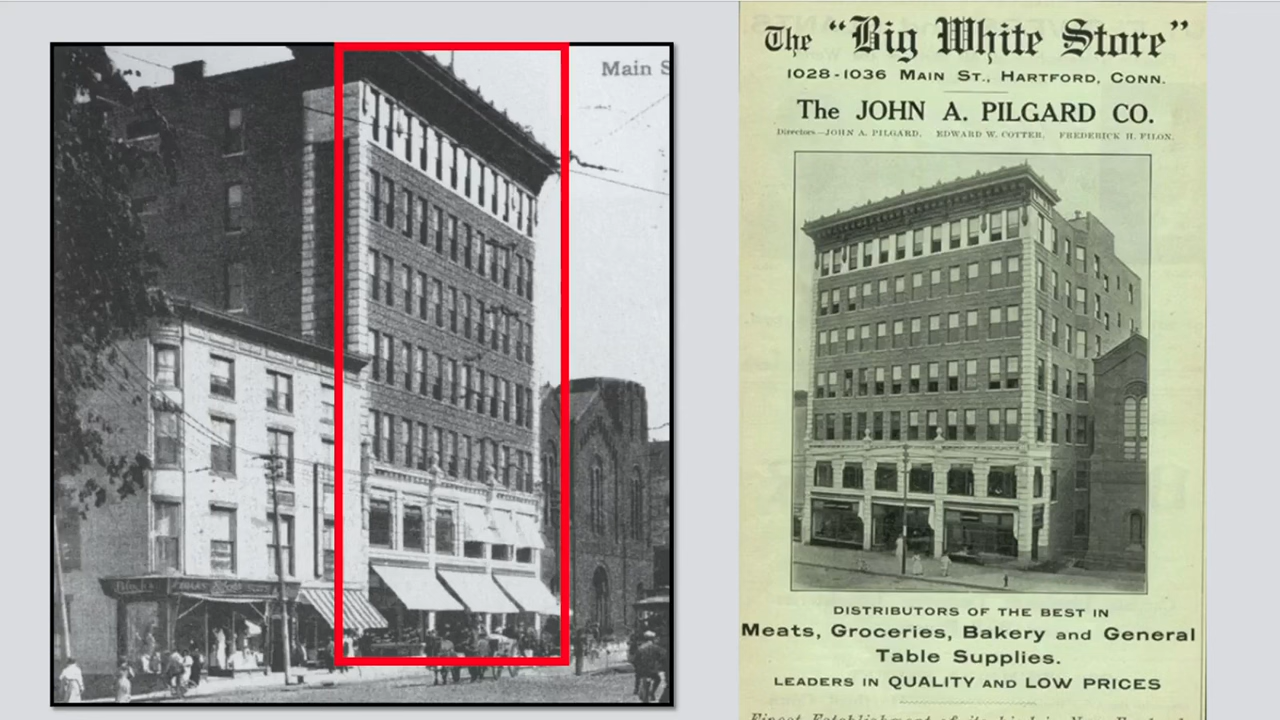 Main S
The “Big White Store”
1028-1036 Main St., Hartford, Conn.
The JOHN A. PILGARD CO.
Directors—JOHN A. PILGARD, EDWARD W. COTTER, FREDERICK H. FILON.
DISTRIBUTORS OF THE BEST IN
Meats, Groceries, Bakery and General
Table Supplies.
LEADERS IN QUALITY AND LOW PRICES